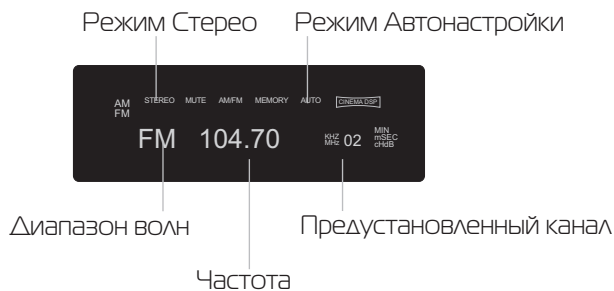 Режим Стерео Режим Автонастройки
AM STEREO MUTE AM/FM MEMORY AUTO CINEMA DSP
FM
FM 104.70 KHZ MHz 02 MIN mSEC cHdB
Диапазон волн Предустановленный канал
Частота